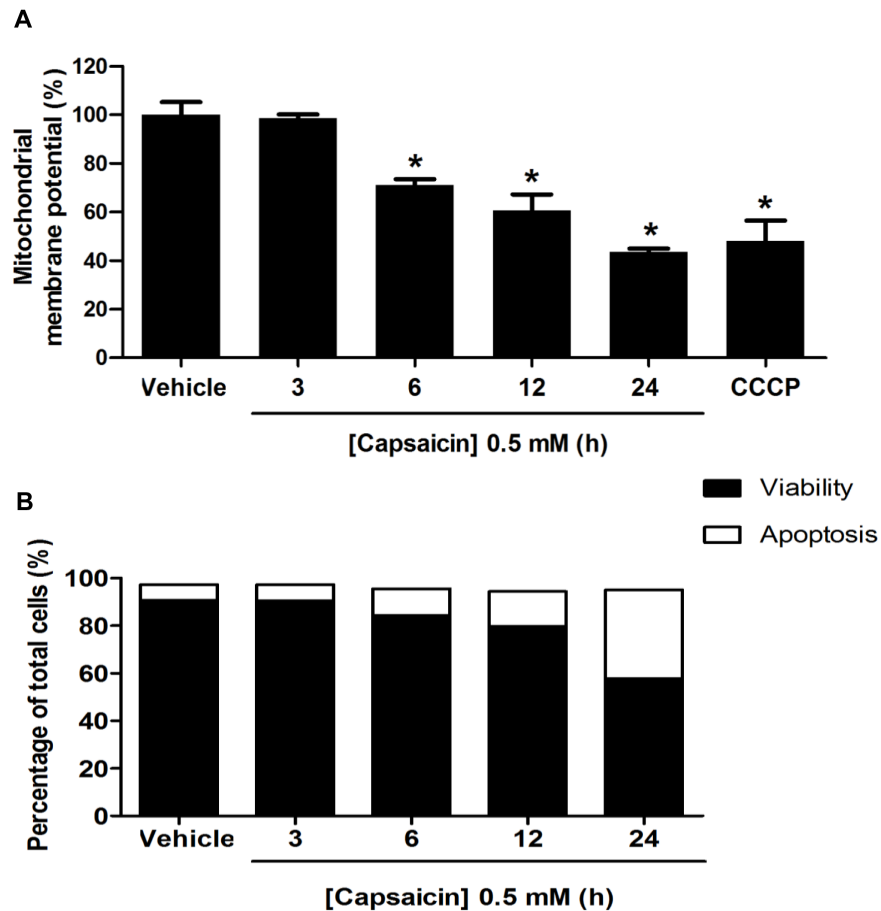 A
Mitochondrial
membrane potential (%)
120
100
80
60
40
20
0
*
*
*
*
Vehicle 3 6 12 24 CCCP
[Capsaicin] 0.5 mM (h)
Viability
Apoptosis
B
Percentage of total cells (%)
100
80
60
40
20
0
Vehicle 3 6 12 24
[Capsaicin] 0.5 mM (h)